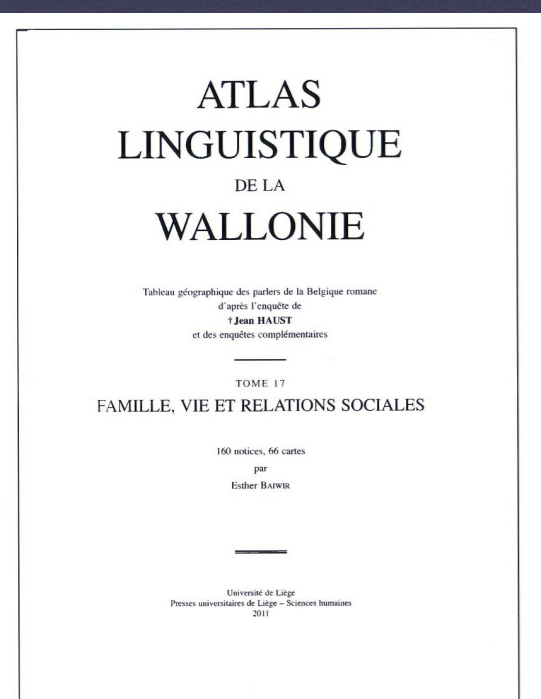 ATLAS
LINGUISTIQUE
DE LA
WALLONIE
Tableau géographique des parlers de la Belgique romane
d'après l'enquête de
† Jean HAUST
et des enquêtes complémentaires
TOME 17
FAMILLE, VIE ET RELATIONS SOCIALES
160 notices, 66 cartes
par
Esther BAIWIR
Université de Liège
Presses universitaires de Liège – Sciences humaines
2011